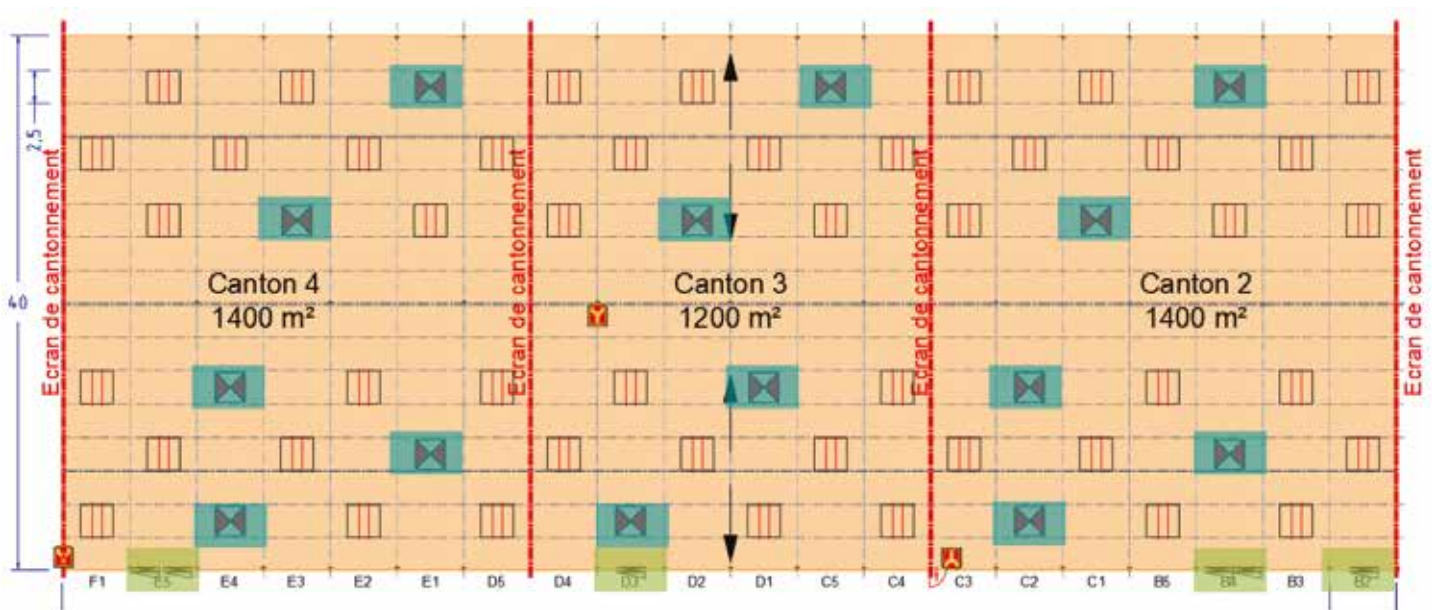 2,5
40
Ecran de cantonnement
Ecran de cantonnement
Ecran de cantonnement
Ecran de cantonnement
Canton 4
1400 m²
Canton 3
1200 m²
Canton 2
1400 m²
F1 E5 E4 E3 E2 E1 D5 D4 D3 D2 D1 C5 C4 C3 C2 C1 B5 B4 B3 B2